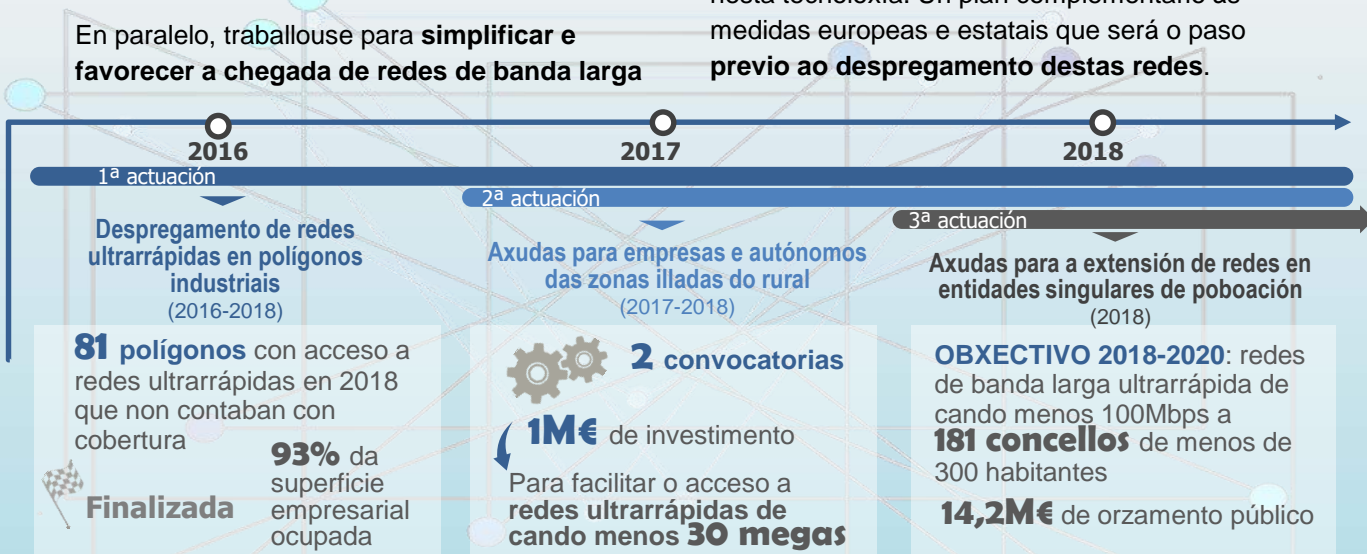 En paralelo, traballouse para simplificar e
favorecer a chegada de redes de banda larga
medidas europeas e estatais que será o paso
previo ao despregamento destas redes.
2016
2017
2018
1ª actuación
2ª actuación
3ª actuación
Despregamento de redes
ultrarrápidas en polígonos
industriais
(2016-2018)
81 polígonos con acceso a
redes ultrarrápidas en 2018
que non contaban con
cobertura
Finalizada
93% da
superficie
empresarial
ocupada
Axudas para empresas e autónomos
das zonas illadas do rural
(2017-2018)
2 convocatorias
1M€ de investimento
Para facilitar o acceso a
redes ultrarrápidas de
cando menos 30 megas
Axudas para a extensión de redes en
entidades singulares de poboación
(2018)
OBXECTIVO 2018-2020: redes
de banda larga ultrarrápida de
cando menos 100Mbps a
181 concellos de menos de
300 habitantes
14,2M€ de orzamento público